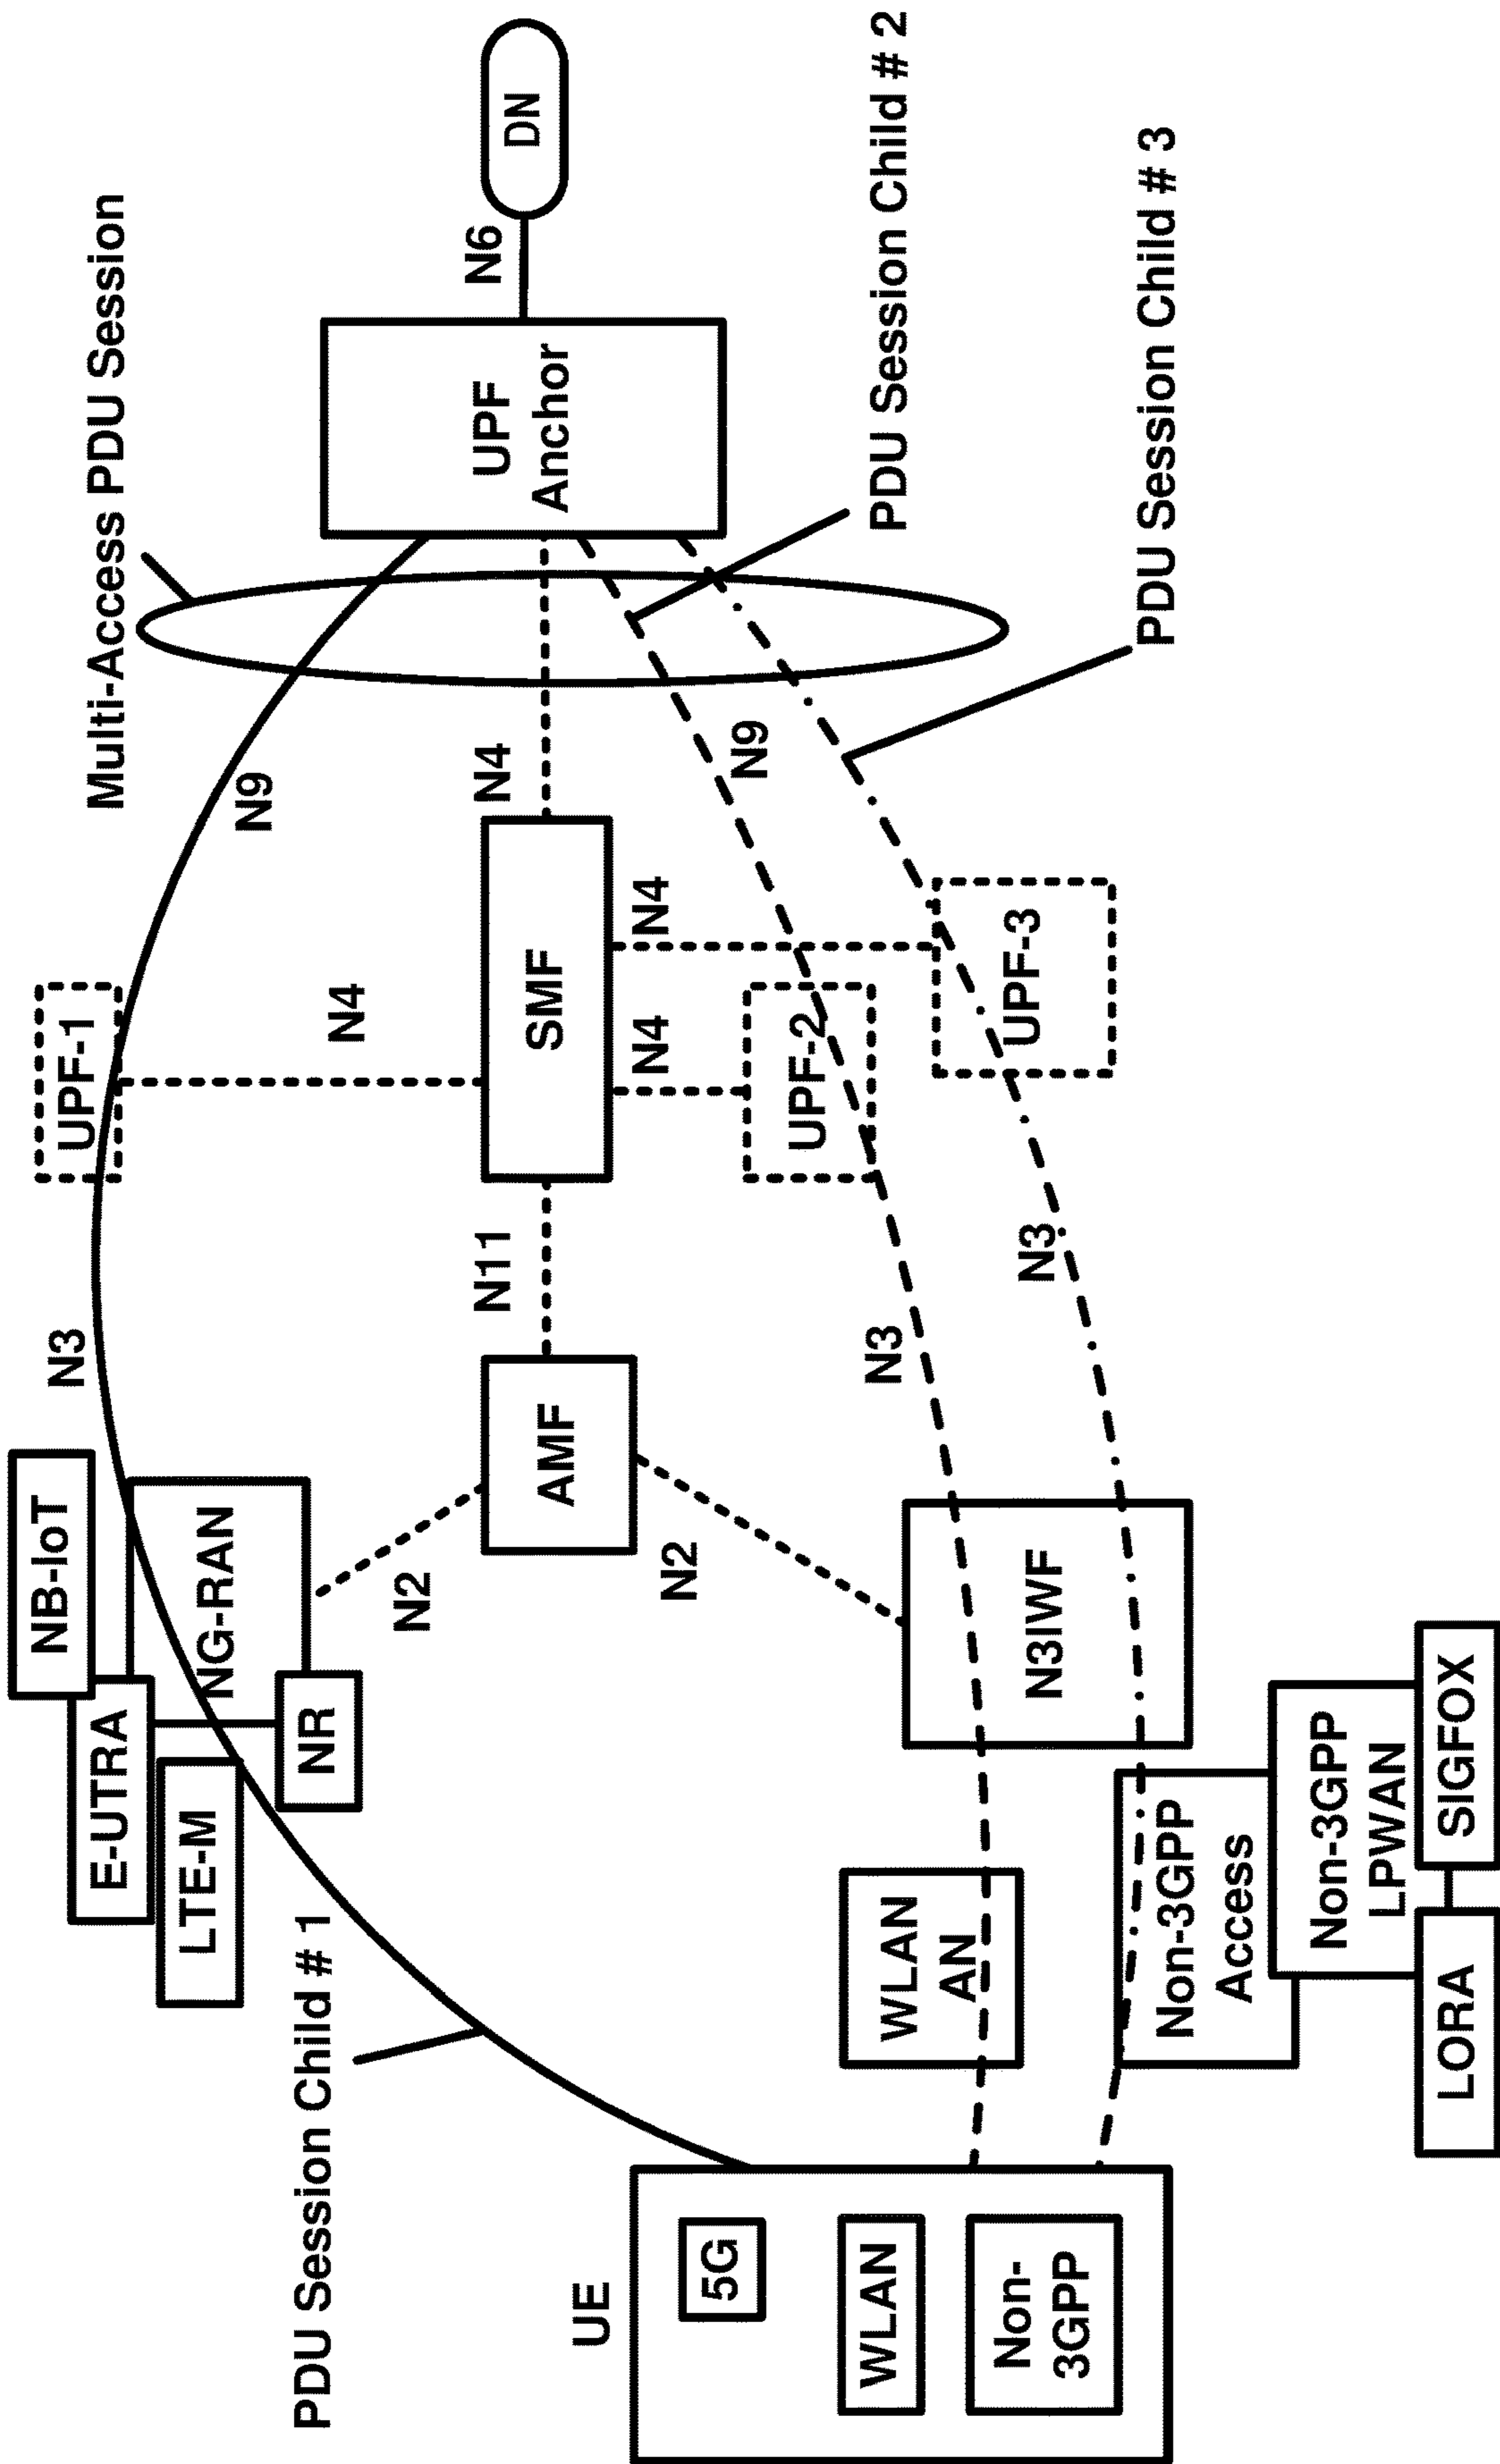 Multi-Access PDU Session
UPF-1
NB-IoT
N3
N9
E-UTRA
NG-RAN
LTE-M
NR
PDU Session Child # 1
N4
N2
UE
5G
WLAN
Non-
3GPP
AMF
N11
SMF
N4
UPF
Anchor
N6
DN
N2
N4
N4
N9
UPF-2
WLAN
AN
N3
PDU Session Child # 2
N3IWF
N3
UPF-3
PDU Session Child # 3
Non-3GPP
Access
Non-3GPP
LPWAN
LORA
SIGFOX